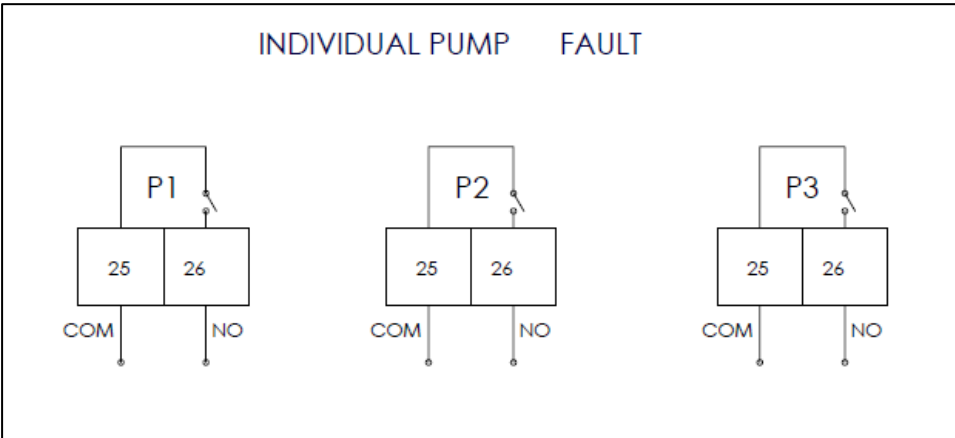 INDIVIDUAL PUMP FAULT
P1 P2 P3
25 26 25 26 25 26
COM NO COM NO COM NO